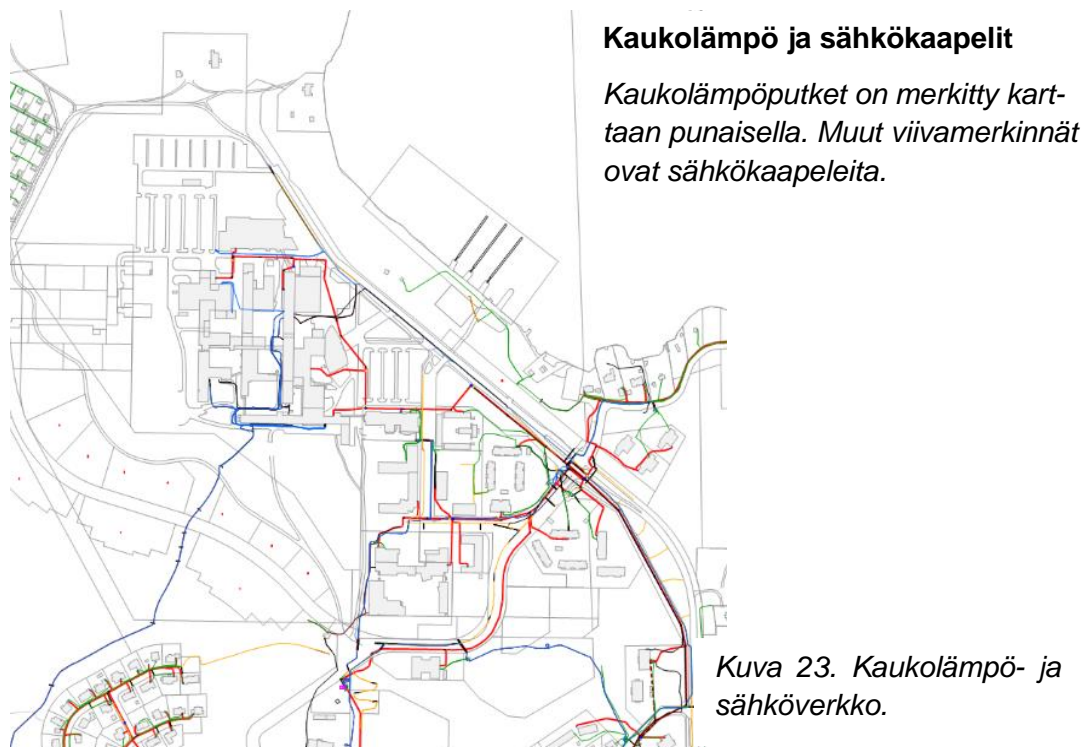 Kaukolämpö ja sähkökaapelit
Kaukolämpöputket on merkitty kart-
taan punaisella. Muut viivamerkinnät
ovat sähkökaapeleita.
Kuva 23. Kaukolämpö- ja
sähköverkko.